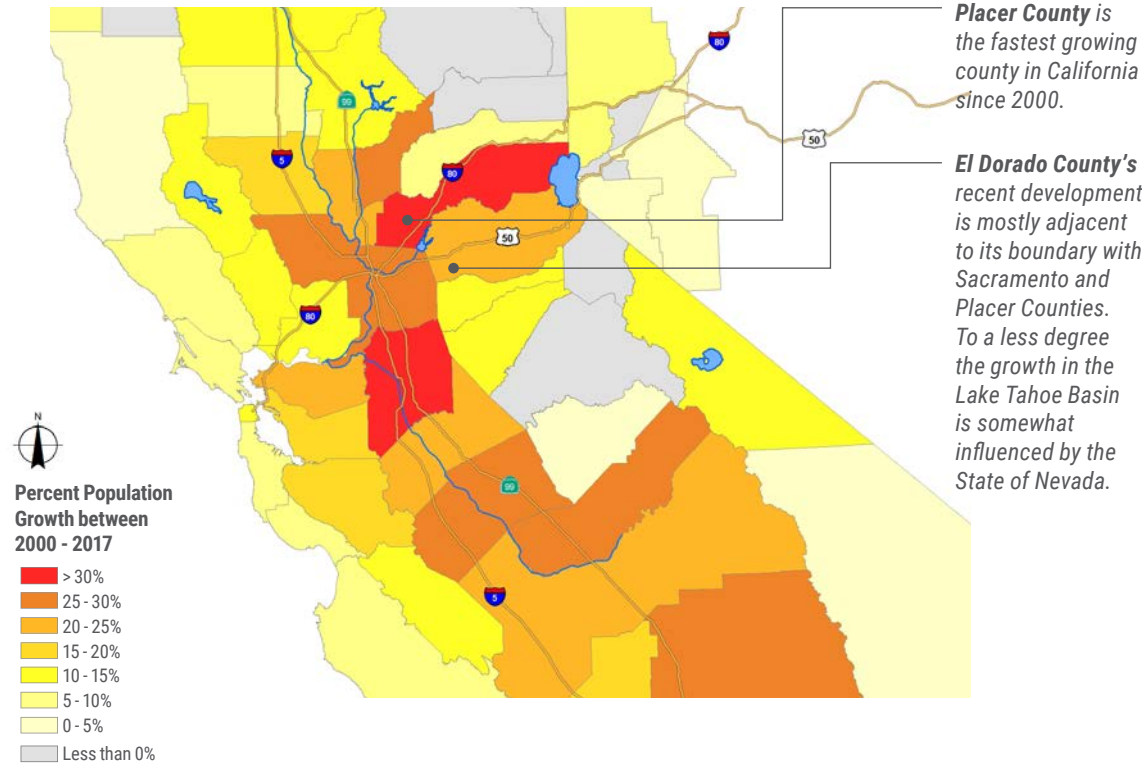 Placer County is
the fastest growing
county in California
since 2000.
El Dorado County's
recent development
is mostly adjacent
to its boundary with
Sacramento and
Placer Counties.
To a less degree
the growth in the
Lake Tahoe Basin
is somewhat
influenced by the
State of Nevada.
80
99
50
5
80
50
80
99
5
N
Percent Population
Growth between
2000 - 2017
> 30%
25 - 30%
20 - 25%
15 - 20%
10 - 15%
5 - 10%
0 - 5%
Less than 0%